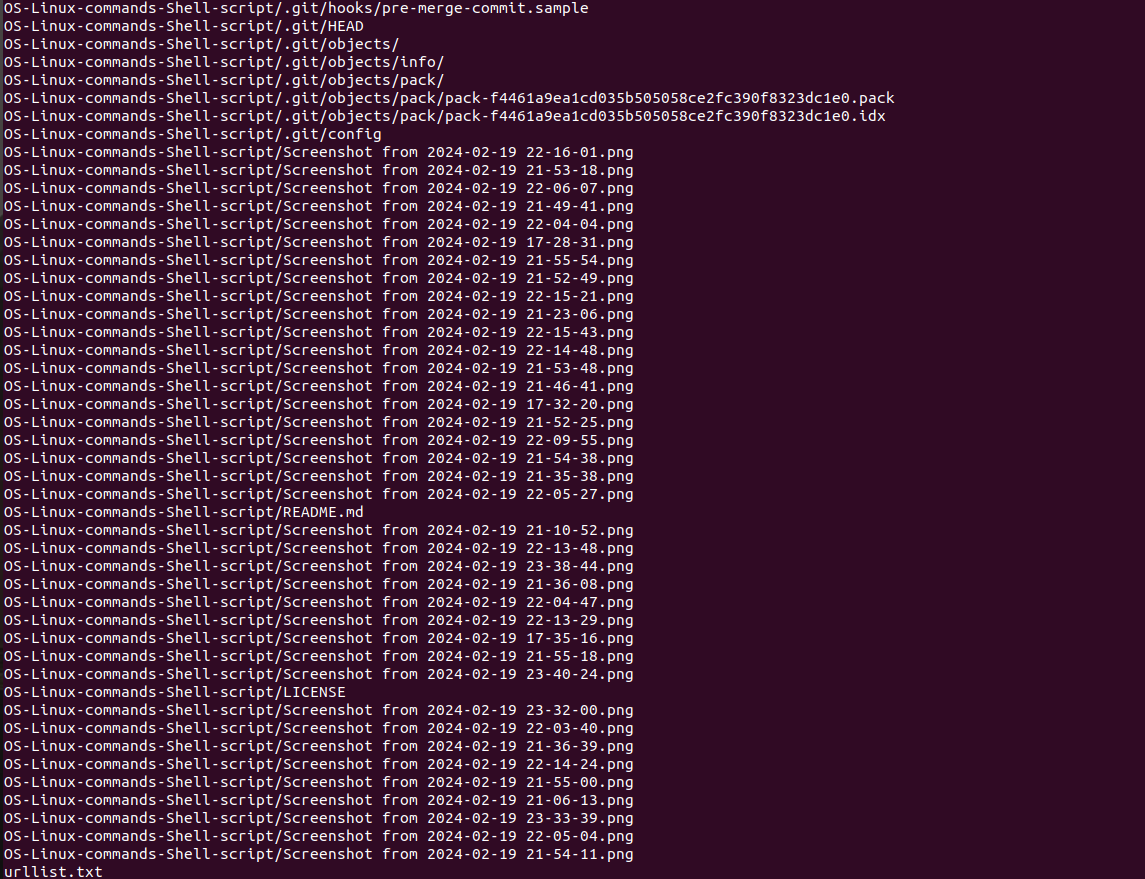 OS-Linux-commands-Shell-script/.git/hooks/pre-merge-commit.sample
OS-Linux-commands-Shell-script/.git/HEAD
OS-Linux-commands-Shell-script/.git/objects/
OS-Linux-commands-Shell-script/.git/objects/info/
OS-Linux-commands-Shell-script/.git/objects/pack/
OS-Linux-commands-Shell-script/.git/objects/pack/pack-f4461a9ea1cd035b505058ce2fc390f8323dc1e0.pack
OS-Linux-commands-Shell-script/.git/objects/pack/pack-f4461a9ea1cd035b505058ce2fc390f8323dc1e0.idx
OS-Linux-commands-Shell-script/.git/config
OS-Linux-commands-Shell-script/Screenshot from 2024-02-19 22-16-01.png
OS-Linux-commands-Shell-script/Screenshot from 2024-02-19 21-53-18.png
OS-Linux-commands-Shell-script/Screenshot from 2024-02-19 22-06-07.png
OS-Linux-commands-Shell-script/Screenshot from 2024-02-19 21-49-41.png
OS-Linux-commands-Shell-script/Screenshot from 2024-02-19 22-04-04.png
OS-Linux-commands-Shell-script/Screenshot from 2024-02-19 17-28-31.png
OS-Linux-commands-Shell-script/Screenshot from 2024-02-19 21-55-54.png
OS-Linux-commands-Shell-script/Screenshot from 2024-02-19 21-52-49.png
OS-Linux-commands-Shell-script/Screenshot from 2024-02-19 22-15-21.png
OS-Linux-commands-Shell-script/Screenshot from 2024-02-19 21-23-06.png
OS-Linux-commands-Shell-script/Screenshot from 2024-02-19 22-15-43.png
OS-Linux-commands-Shell-script/Screenshot from 2024-02-19 22-14-48.png
OS-Linux-commands-Shell-script/Screenshot from 2024-02-19 21-53-48.png
OS-Linux-commands-Shell-script/Screenshot from 2024-02-19 21-46-41.png
OS-Linux-commands-Shell-script/Screenshot from 2024-02-19 17-32-20.png
OS-Linux-commands-Shell-script/Screenshot from 2024-02-19 21-52-25.png
OS-Linux-commands-Shell-script/Screenshot from 2024-02-19 22-09-55.png
OS-Linux-commands-Shell-script/Screenshot from 2024-02-19 21-54-38.png
OS-Linux-commands-Shell-script/Screenshot from 2024-02-19 21-35-38.png
OS-Linux-commands-Shell-script/Screenshot from 2024-02-19 22-05-27.png
OS-Linux-commands-Shell-script/README.md
OS-Linux-commands-Shell-script/Screenshot from 2024-02-19 21-10-52.png
OS-Linux-commands-Shell-script/Screenshot from 2024-02-19 22-13-48.png
OS-Linux-commands-Shell-script/Screenshot from 2024-02-19 23-38-44.png
OS-Linux-commands-Shell-script/Screenshot from 2024-02-19 21-36-08.png
OS-Linux-commands-Shell-script/Screenshot from 2024-02-19 22-04-47.png
OS-Linux-commands-Shell-script/Screenshot from 2024-02-19 22-13-29.png
OS-Linux-commands-Shell-script/Screenshot from 2024-02-19 17-35-16.png
OS-Linux-commands-Shell-script/Screenshot from 2024-02-19 21-55-18.png
OS-Linux-commands-Shell-script/Screenshot from 2024-02-19 23-40-24.png
OS-Linux-commands-Shell-script/LICENSE
OS-Linux-commands-Shell-script/Screenshot from 2024-02-19 23-32-00.png
OS-Linux-commands-Shell-script/Screenshot from 2024-02-19 22-03-40.png
OS-Linux-commands-Shell-script/Screenshot from 2024-02-19 21-36-39.png
OS-Linux-commands-Shell-script/Screenshot from 2024-02-19 22-14-24.png
OS-Linux-commands-Shell-script/Screenshot from 2024-02-19 21-55-00.png
OS-Linux-commands-Shell-script/Screenshot from 2024-02-19 21-06-13.png
OS-Linux-commands-Shell-script/Screenshot from 2024-02-19 23-33-39.png
OS-Linux-commands-Shell-script/Screenshot from 2024-02-19 22-05-04.png
OS-Linux-commands-Shell-script/Screenshot from 2024-02-19 21-54-11.png
urllist.txt